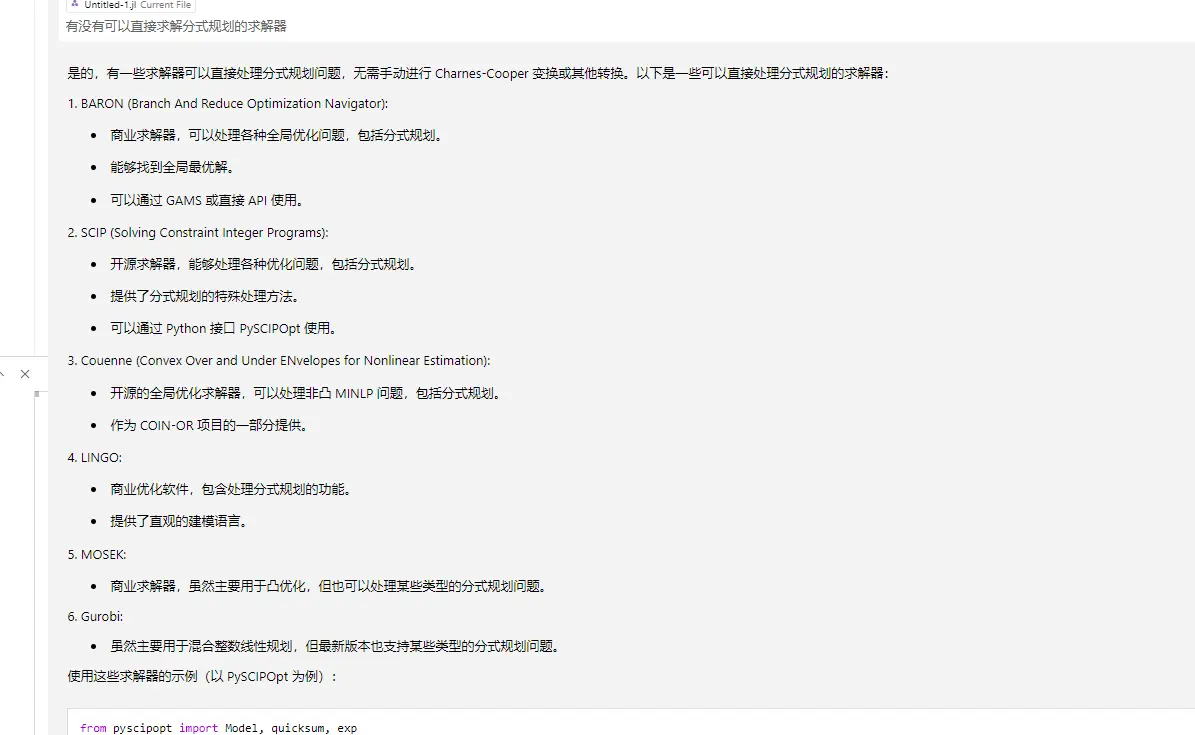 Untitled-1.jl Current File
有没有可以直接求解分式规划的求解器
是的，有一些求解器可以直接处理分式规划问题，无需手动进行 Charnes-Cooper 变换或其他转换。以下是一些可以直接处理分式规划的求解器：
1. BARON (Branch And Reduce Optimization Navigator):
• 商业求解器，可以处理各种全局优化问题，包括分式规划。
• 能够找到全局最优解。
• 可以通过 GAMS 或直接 API 使用。
2. SCIP (Solving Constraint Integer Programs):
• 开源求解器，能够处理各种优化问题，包括分式规划。
• 提供了分式规划的特殊处理方法。
• 可以通过 Python 接口 PySCIPOpt 使用。
3. Couenne (Convex Over and Under ENvelopes for Nonlinear Estimation):
• 开源的全局优化求解器，可以处理非凸 MINLP 问题，包括分式规划。
• 作为 COIN-OR 项目的一部分提供。
4. LINGO:
• 商业优化软件，包含处理分式规划的功能。
• 提供了直观的建模语言。
5. MOSEK:
• 商业求解器，虽然主要用于凸优化，但也可以处理某些类型的分式规划问题。
6. Gurobi:
• 虽然主要用于混合整数线性规划，但最新版本也支持某些类型的分式规划问题。
使用这些求解器的示例（以 PySCIPOpt 为例）：
from pyscipopt import Model, quicksum, exp